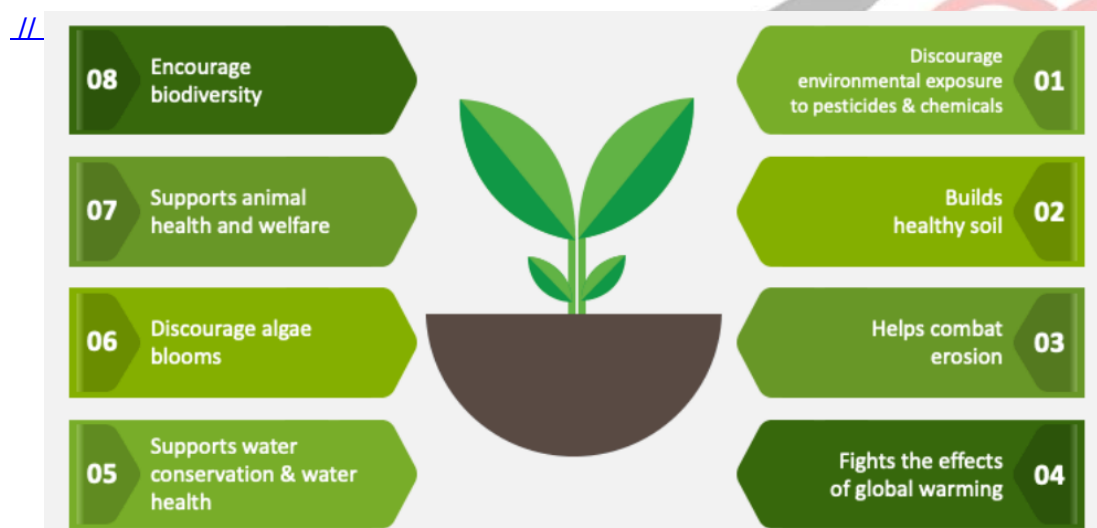 //
08
Encourage
biodiversity
07
Supports animal
health and welfare
06
Discourage algae
blooms
05
Supports water
conservation & water
health
Discourage
environmental exposure
to pesticides & chemicals
01
Builds
healthy soil
02
Helps combat
erosion
03
Fights the effects
of global warming
04